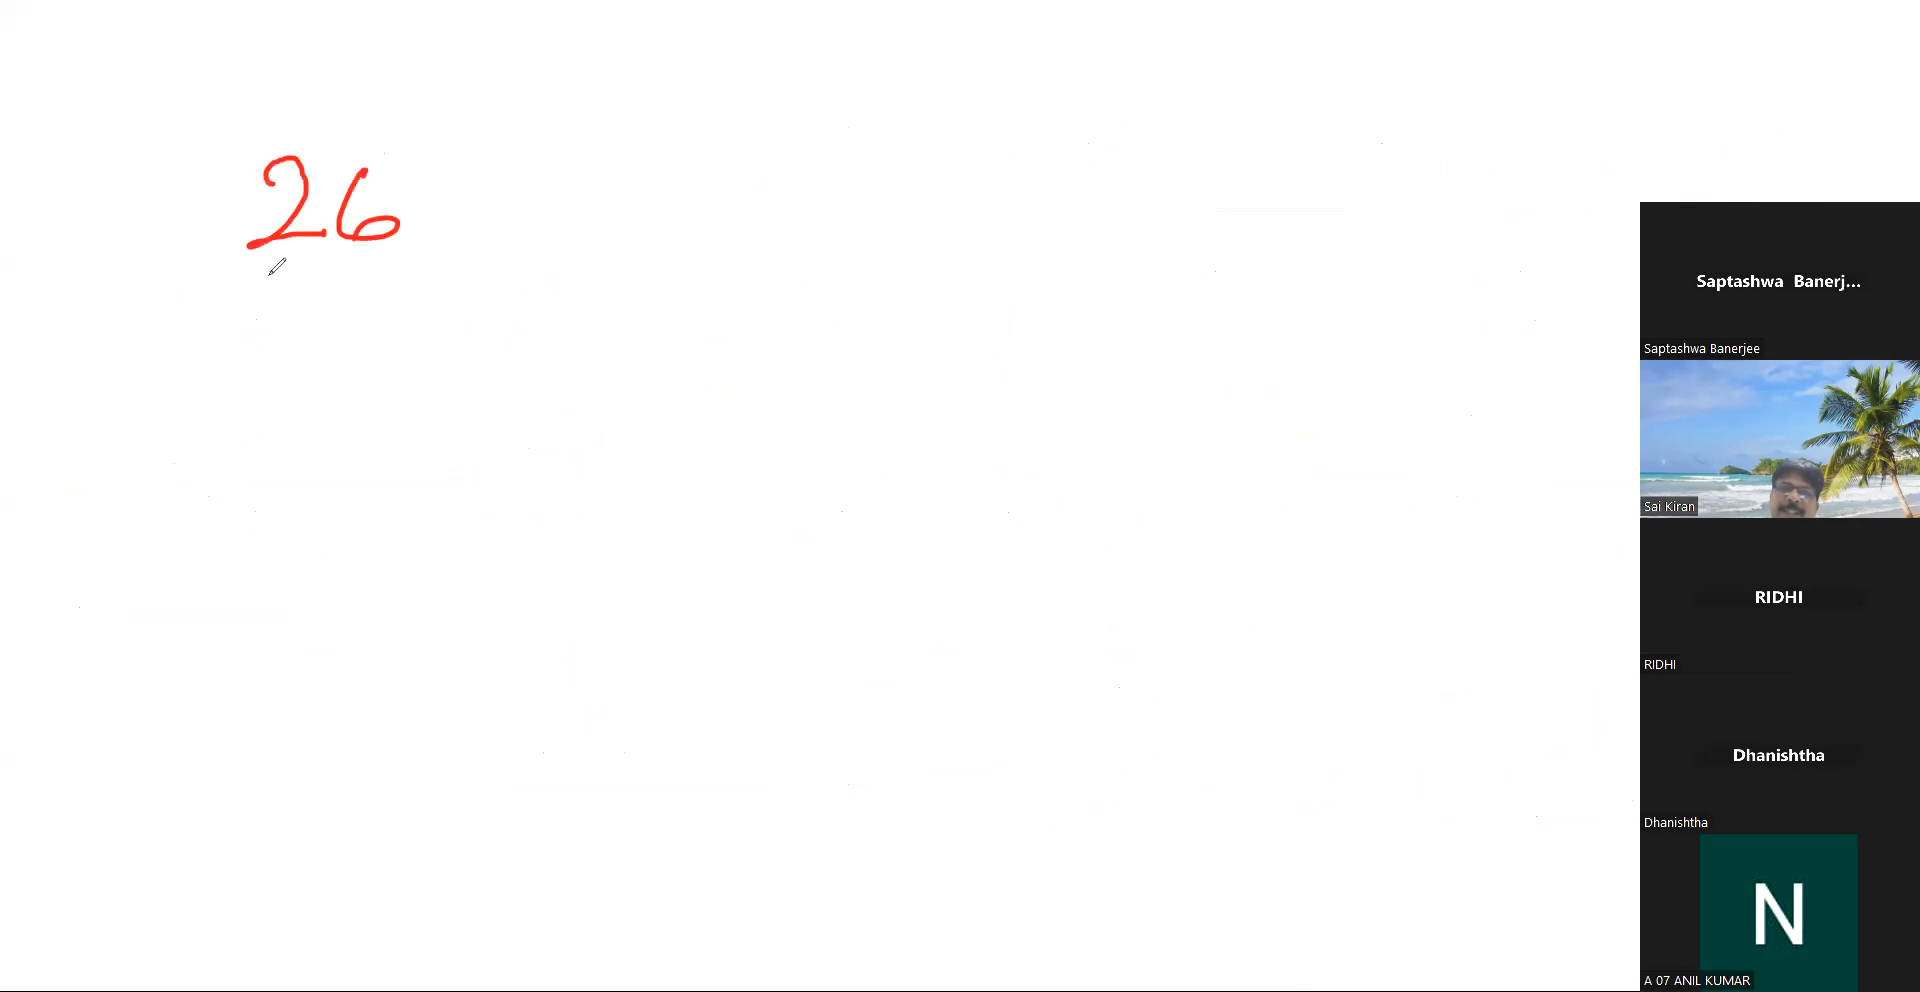 26
Saptashwa Banerj...
Saptashwa Banerjee
Sai Kiran
RIDHI
RIDHI
Dhanishtha
Dhanishtha
N
A 07 ANIL KUMAR